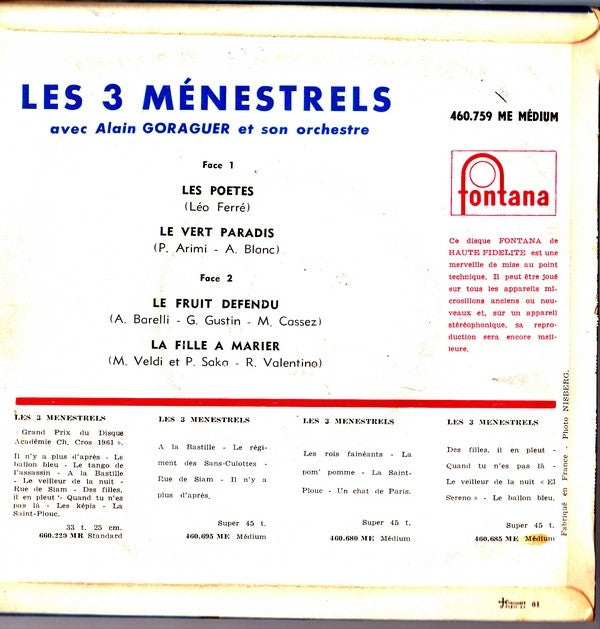 LES 3 MÉNESTRELS
avec Alain GORAGUER et son orchestre
460.759 ME MÉDIUM
Face 1
LES POETES
(Léo Ferré)
LE VERT PARADIS
(P. Arimi - A. Blanc)
Face 2
LE FRUIT DEFENDU
(A. Barelli - G. Gustin - M. Cassez)
LA FILLE A MARIER
(M. Veldi et P. Saka - R. Valentino)
fontana
Ce disque FONTANA de
HAUTE FIDELITE est une
merveille de mise au point
technique. Il peut être joué
sur tous les appareils mi-
crosillons anciens ou nou-
veaux et, sur un appareil
stéréophonique, sa repro-
duction sera encore meil-
leure.
LES 3 MENESTRELS
Grand Prix du Disque
Académie Ch. Cros 1961 ».
Il n'y a plus d'après - Le
ballon bleu - Le tango de
l'assassin - A la Bastille
- Le veilleur de la nuit -
Rue de Siam - Des filles,
il en pleut - Quand tu n'es
pas là - Les képis - La
Saint-Plouc.
33 t. 25 cm.
660.220 MR Standard
LES 3 MENESTRELS
A la Bastille - Le régi-
ment des Sans-Culottes -
Rue de Siam - Il n'y a
plus d'après.
Super 45 t.
460.695 ME Médium
LES 3 MENESTRELS
Les rois fainéants - La
pom' pomme - La Saint-
Plouc - Un chat de Paris.
Super 45 t.
460.680 ME Médium
LES 3 MENESTRELS
Des filles, il en pleut -
Quand tu n'es pas là -
Le veilleur de la nuit « El
Sereno » - Le ballon bleu.
Super 45 t.
460.685 ME Médium
Fabriqué en France - Photo NISBERG.
61